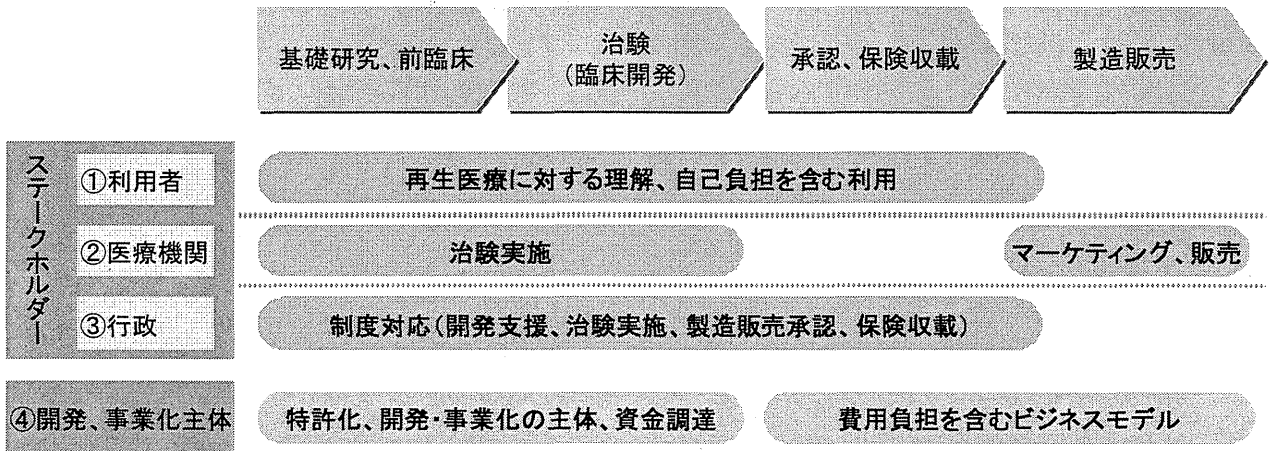 基礎研究、前臨床
治験
(臨床開発)
承認、保険収載
製造販売
ステークホルダー
①利用者
再生医療に対する理解、自己負担を含む利用
②医療機関
治験実施
マーケティング、販売
③行政
制度対応(開発支援、治験実施、製造販売承認、保険収載)
④開発、事業化主体
特許化、開発・事業化の主体、資金調達
費用負担を含むビジネスモデル